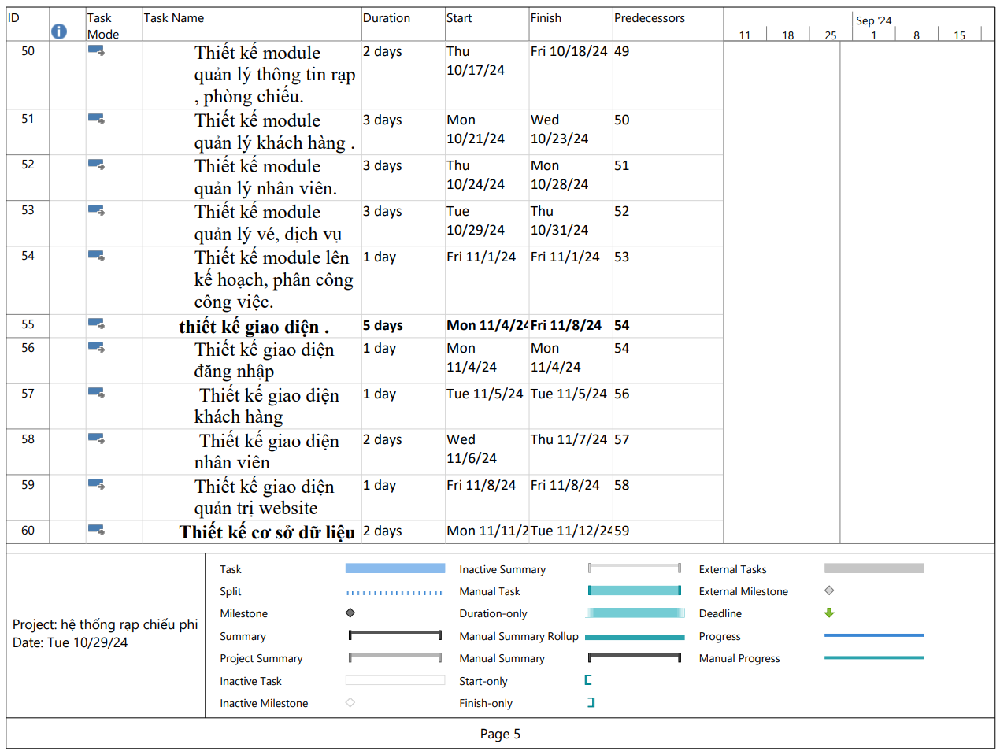 ID Task Mode Task Name Duration Start Finish Predecessors
Sep '24
11 18 25 1 8 15
50 Thiết kế module 2 days Thu Fri 10/18/24 49
quản lý thông tin rạp 10/17/24
, phòng chiếu.
51 Thiết kế module 3 days Mon Wed 50
quản lý khách hàng . 10/21/24 10/23/24
52 Thiết kế module 3 days Thu Mon 51
quản lý nhân viên. 10/24/24 10/28/24
53 Thiết kế module 3 days Tue Thu 52
quản lý vé, dịch vụ 10/29/24 10/31/24
54 Thiết kế module lên 1 day Fri 11/1/24 Fri 11/1/24 53
kế hoạch, phân công
công việc.
55 thiết kế giao diện . 5 days Mon 11/4/24 Fri 11/8/24 54
56 Thiết kế giao diện 1 day Mon Mon 54
đăng nhập 11/4/24 11/4/24
57 Thiết kế giao diện 1 day Tue 11/5/24 Tue 11/5/24 56
khách hàng
58 Thiết kế giao diện 2 days Wed Thu 11/7/24 57
nhân viên 11/6/24
59 Thiết kế giao diện 1 day Fri 11/8/24 Fri 11/8/24 58
quản trị website
60 Thiết kế cơ sở dữ liệu 2 days Mon 11/11/2 Tue 11/12/24 59
Project: hệ thống rạp chiếu phi
Date: Tue 10/29/24
Task
Split
Milestone
Summary
Project Summary
Inactive Task
Inactive Milestone
Inactive Summary
Manual Task
Duration-only
Manual Summary Rollup
Manual Summary
Start-only
Finish-only
External Tasks
External Milestone
Deadline
Progress
Manual Progress
Page 5